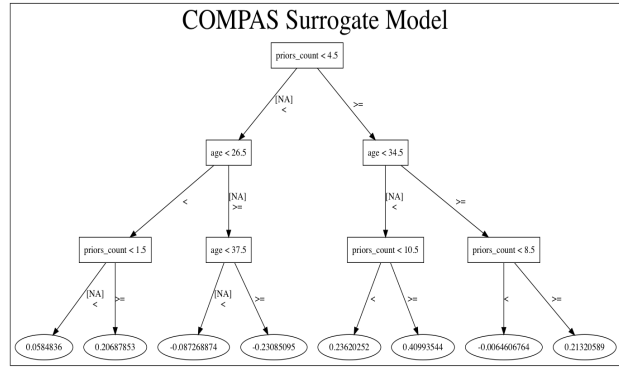 COMPAS Surrogate Model
priors_count < 4.5
[NA]
<
>=
age < 26.5
age < 34.5
<
[NA]
>=
[NA]
<
>=
priors_count < 1.5
age < 37.5
priors_count < 10.5
priors_count < 8.5
[NA]
<
>=
[NA]
<
>=
<
>=
<
>=
0.0584836
0.20687853
-0.087268874
-0.23085095
0.23620252
0.40993544
-0.0064606764
0.21320589